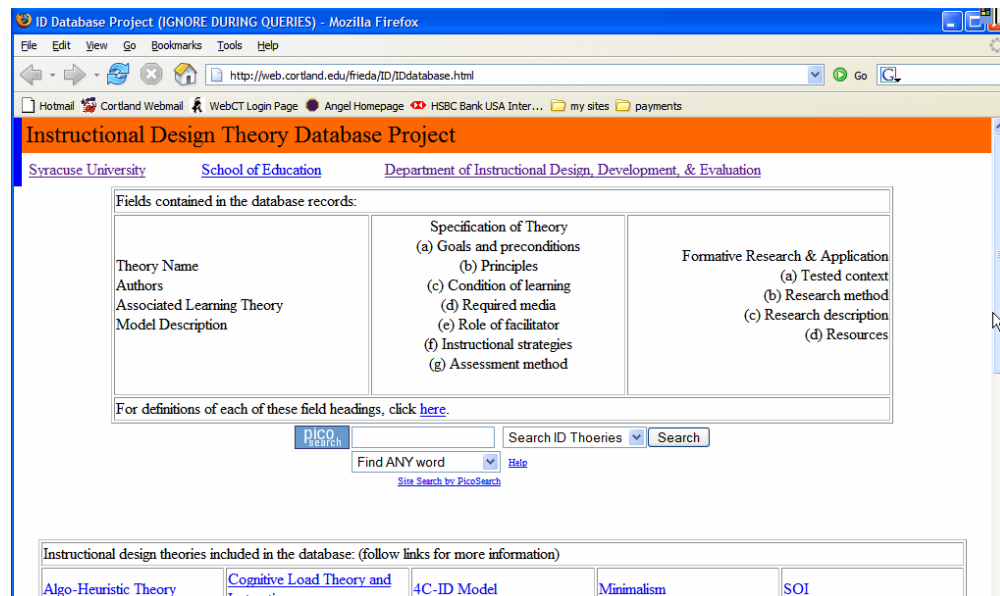 ID Database Project (IGNORE DURING QUERIES) - Mozilla Firefox
File Edit View Go Bookmarks Tools Help
http://web.cortland.edu/frieda/ID/IDdatabase.html Go G
Hotmail Cortland Webmail WebCT Login Page Angel Homepage HSBC Bank USA Inter... my sites payments
Instructional Design Theory Database Project
Syracuse University School of Education Department of Instructional Design, Development, & Evaluation
Fields contained in the database records:
Theory Name
Authors
Associated Learning Theory
Model Description
Specification of Theory
(a) Goals and preconditions
(b) Principles
(c) Condition of learning
(d) Required media
(e) Role of facilitator
(f) Instructional strategies
(g) Assessment method
Formative Research & Application
(a) Tested context
(b) Research method
(c) Research description
(d) Resources
For definitions of each of these field headings, click here.
pico search Search ID Thoeries Search
Find ANY word Help
Site Search by PicoSearch
Instructional design theories included in the database: (follow links for more information)
Algo-Heuristic Theory Cognitive Load Theory and 4C-ID Model Minimalism SOI